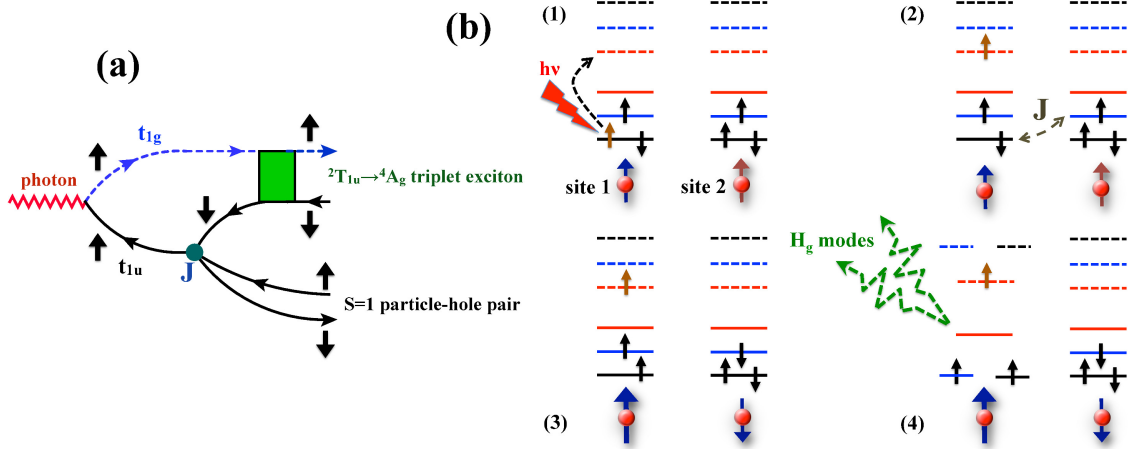 (a)
t1g
photon
²T1u→⁴Ag triplet exciton
t1u
J
S=1 particle-hole pair
(b)
(1)
hν
site 1
site 2
(2)
J
(3)
Hg modes
(4)